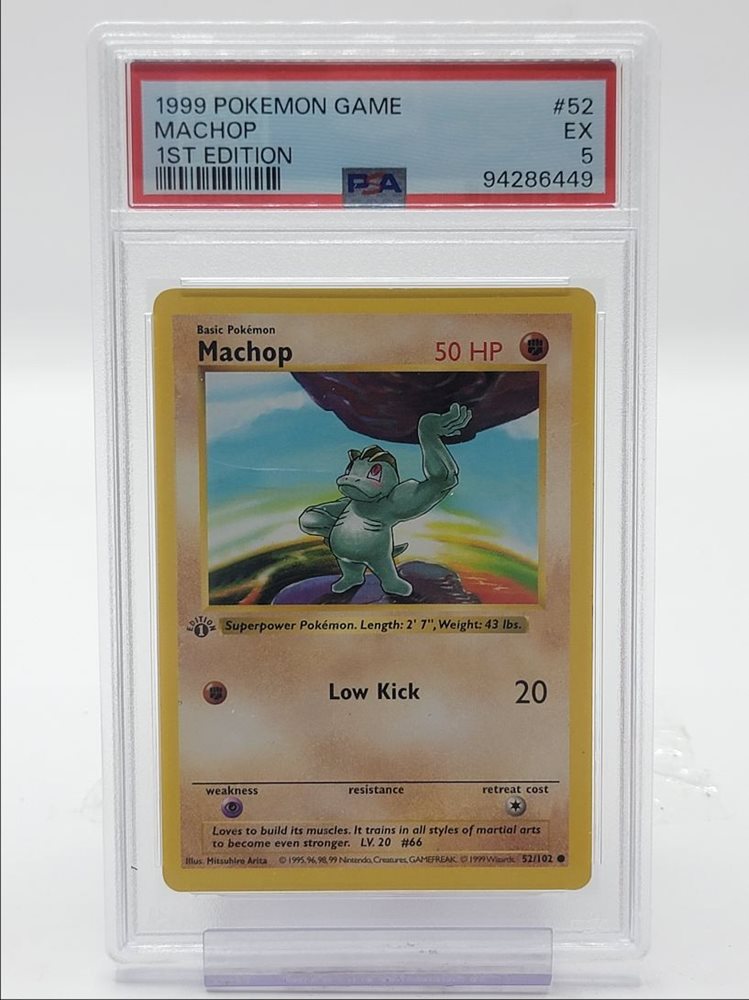 1999 POKEMON GAME #52
MACHOP EX
1ST EDITION 5
PSA 94286449
Basic Pokémon
Machop 50 HP
EDITION 1
Superpower Pokémon. Length: 2' 7", Weight: 43 lbs.
Low Kick 20
weakness resistance retreat cost
Loves to build its muscles. It trains in all styles of martial arts
to become even stronger. LV. 20 #66
Illus. Mitsuhiro Arita © 1995, 96, 98, 99 Nintendo, Creatures, GAMEFREAK. © 1999 Wizards. 52/102